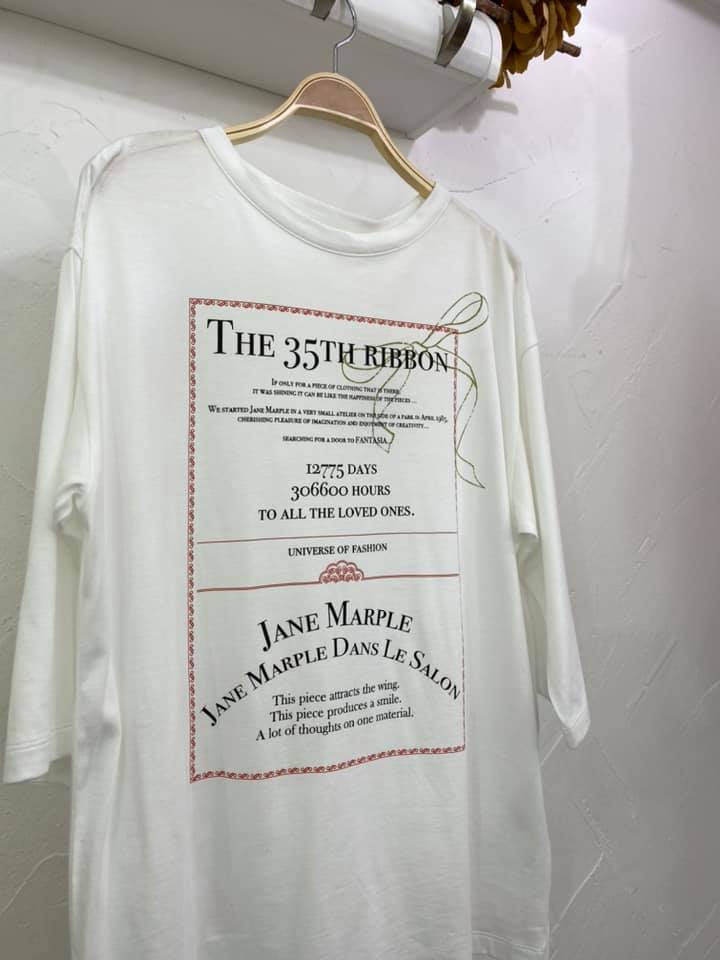 THE 35TH RIBBON
IF ONLY FOR A PIECE OF CLOTHING THAT IS THERE,
IT WAS SHINING IT CAN BE LIKE THE HAPPINESS OF THE PIECES ...
WE STARTED JANE MARPLE IN A VERY SMALL ATELIER ON THE SIDE OF A PARK IN APRIL 1985,
CHERISHING PLEASURE OF IMAGINATION AND ENJOYMENT OF CREATIVITY...
SEARCHING FOR A DOOR TO FANTASIA
12775 DAYS
306600 HOURS
TO ALL THE LOVED ONES.
UNIVERSE OF FASHION
JANE MARPLE
JANE MARPLE DANS LE SALON
This piece attracts the wing.
This piece produces a smile.
A lot of thoughts on one material.